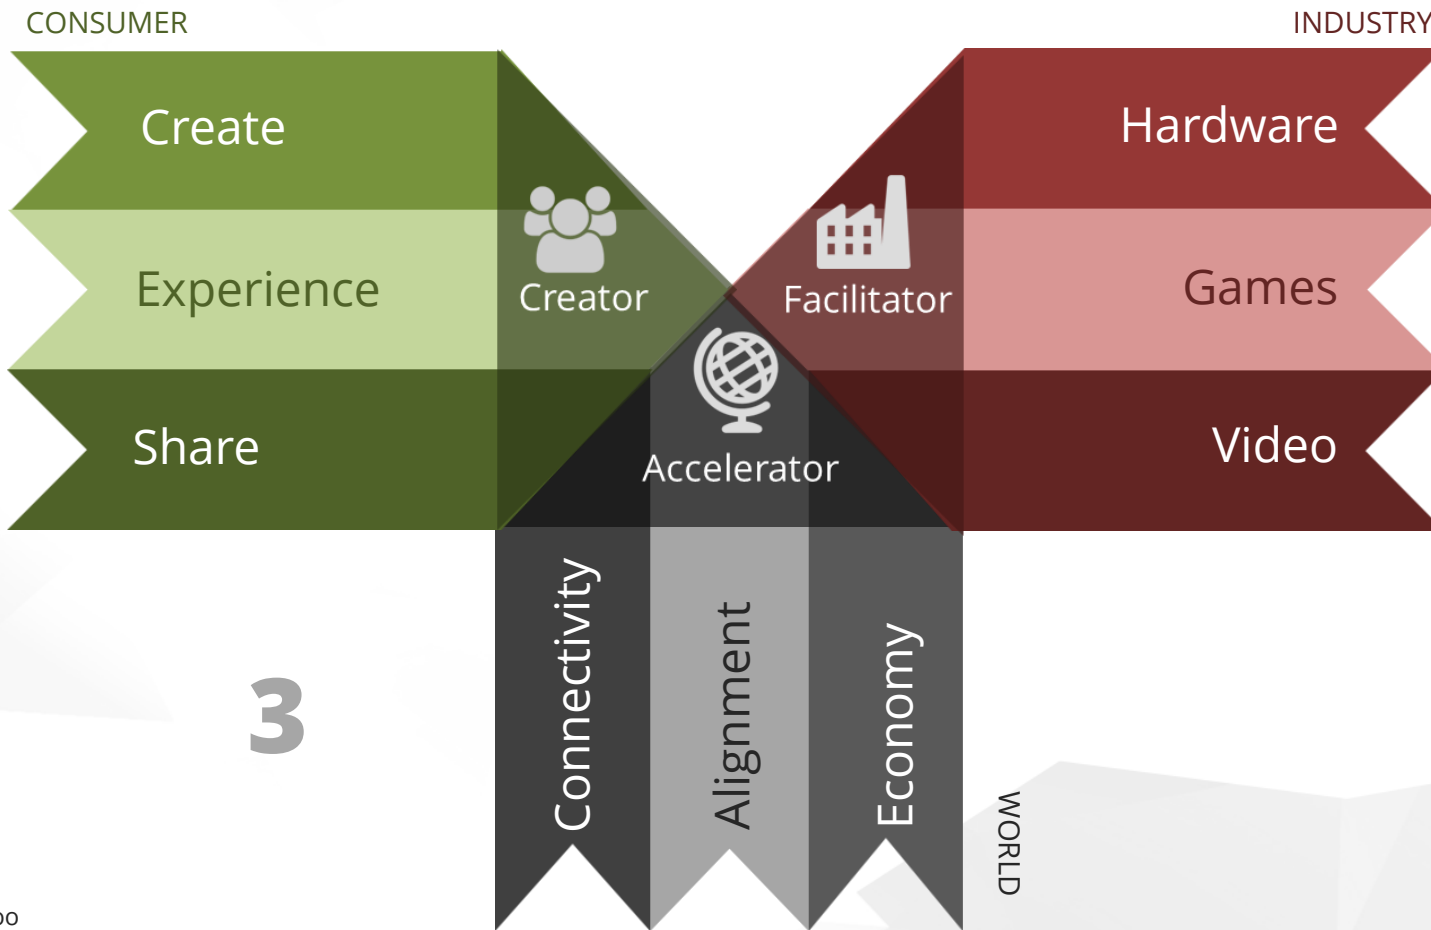 CONSUMER
INDUSTRY
Create
Hardware
Experience
Creator
Facilitator
Games
Share
Accelerator
Video
Connectivity
Alignment
Economy
3
WORLD